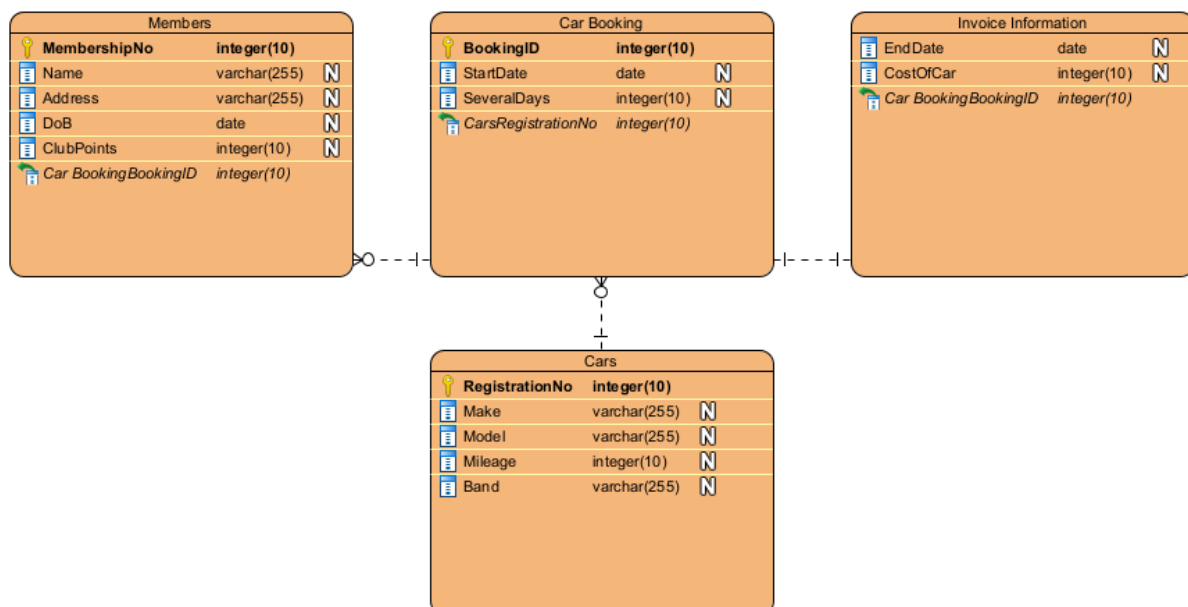 Members
MembershipNo integer(10)
Name varchar(255) N
Address varchar(255) N
DoB date N
ClubPoints integer(10) N
Car BookingBookingID integer(10)
Car Booking
BookingID integer(10)
StartDate date N
SeveralDays integer(10) N
CarsRegistrationNo integer(10)
Invoice Information
EndDate date N
CostOfCar integer(10) N
Car BookingBookingID integer(10)
Cars
RegistrationNo integer(10)
Make varchar(255) N
Model varchar(255) N
Mileage integer(10) N
Band varchar(255) N